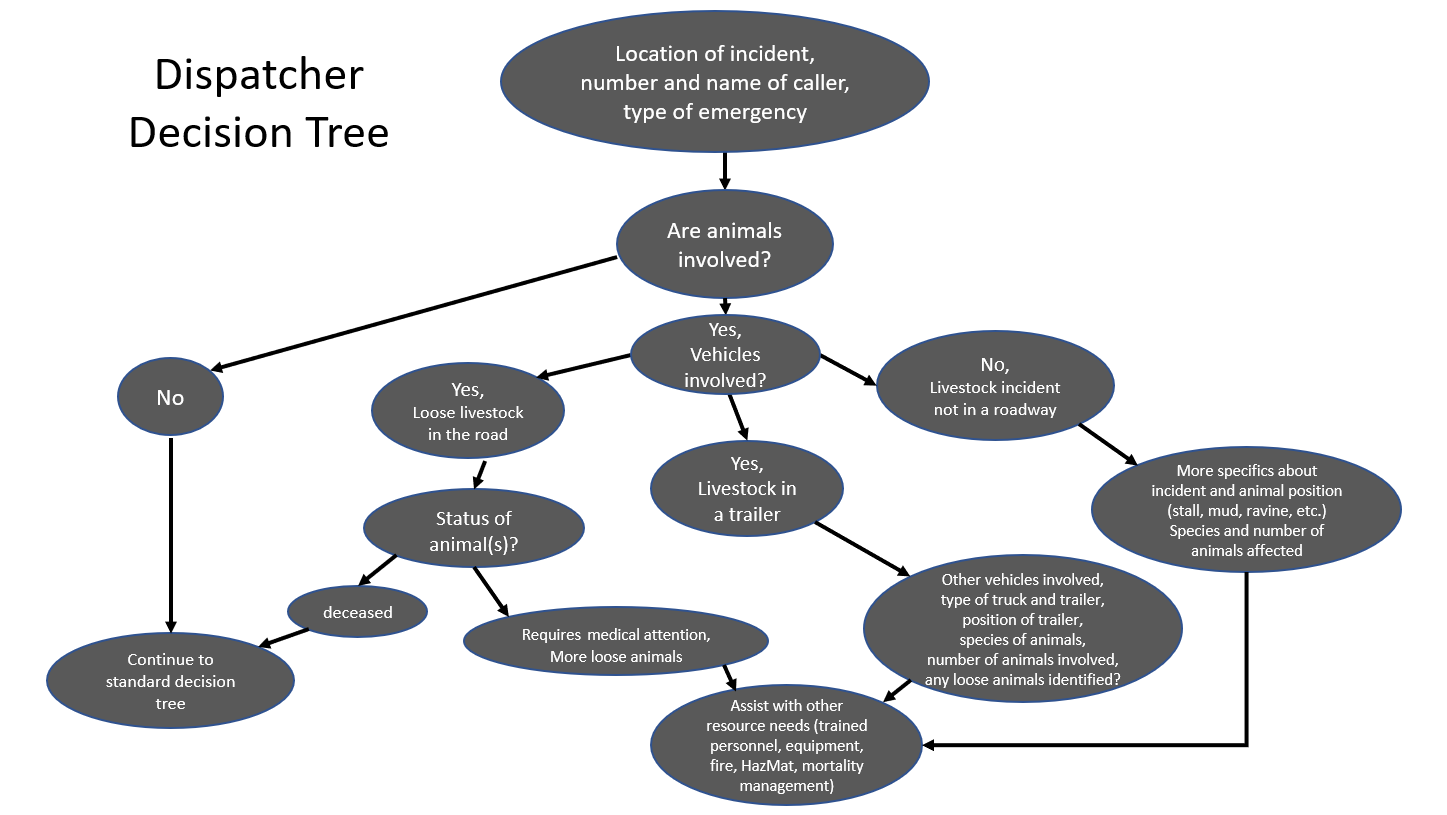 Dispatcher
Decision Tree
Location of incident,
number and name of caller,
type of emergency
Are animals
involved?
No
Yes,
Vehicles
involved?
Yes,
Loose livestock
in the road
No,
Livestock incident
not in a roadway
Yes,
Livestock in
a trailer
More specifics about
incident and animal position
(stall, mud, ravine, etc.)
Species and number of
animals affected
Status of
animal(s)?
deceased
Requires medical attention,
More loose animals
Other vehicles involved,
type of truck and trailer,
position of trailer,
species of animals,
number of animals involved,
any loose animals identified?
Continue to
standard decision
tree
Assist with other
resource needs (trained
personnel, equipment,
fire, HazMat, mortality
management)